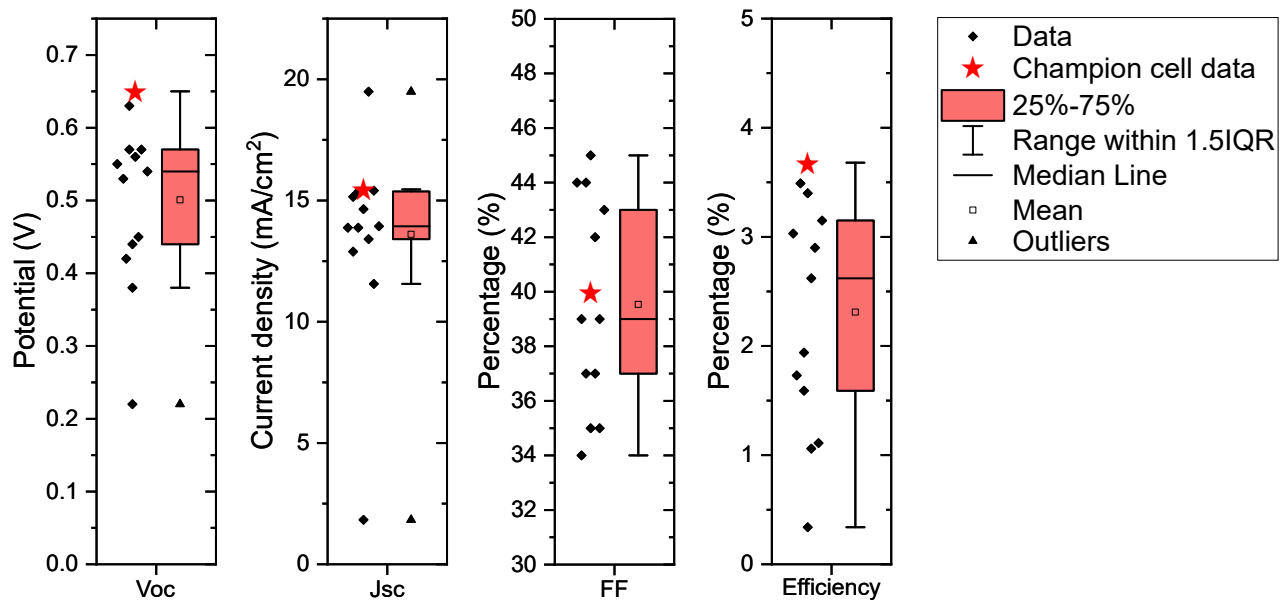 Potential (V)
0.7
0.6
0.5
0.4
0.3
0.2
0.1
0.0
Voc
Current density (mA/cm²)
20
15
10
5
0
Jsc
Percentage (%)
50
48
46
44
42
40
38
36
34
32
30
FF
Percentage (%)
5
4
3
2
1
0
Efficiency
Data
Champion cell data
25%-75%
Range within 1.5IQR
Median Line
Mean
Outliers